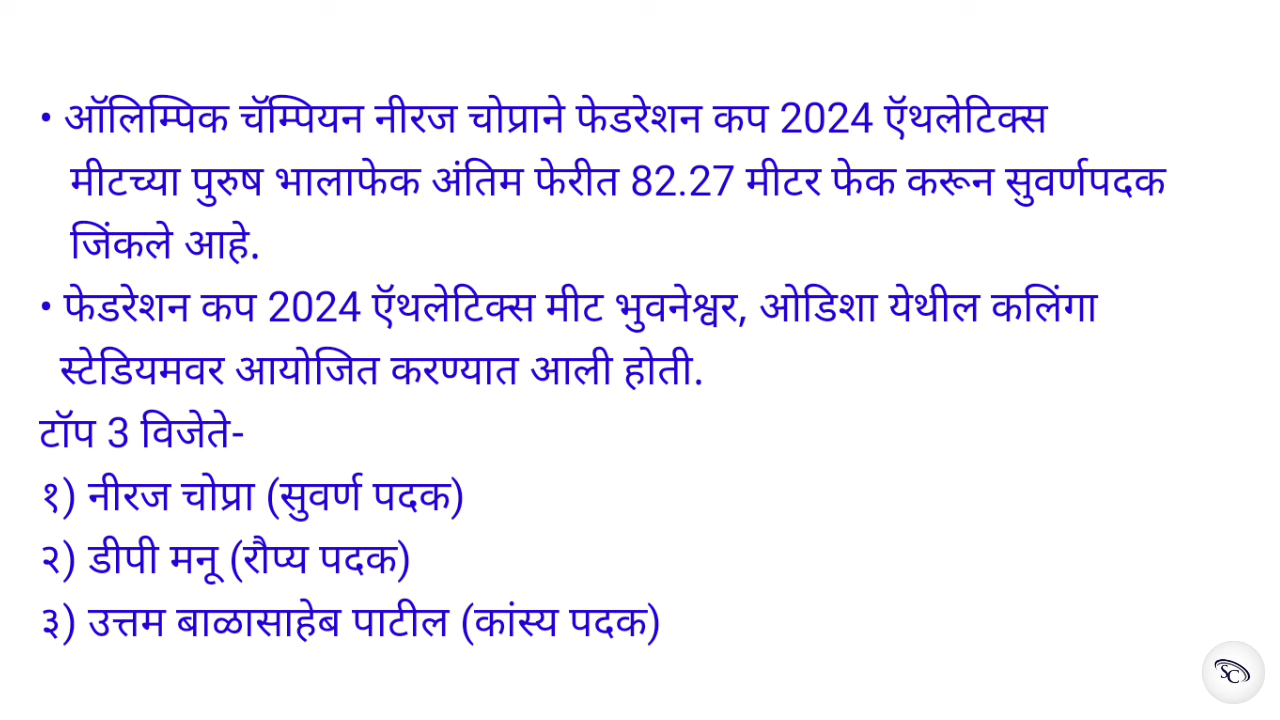 • ऑलिम्पिक चॅम्पियन नीरज चोप्राने फेडरेशन कप 2024 ऍथलेटिक्स
मीटच्या पुरुष भालाफेक अंतिम फेरीत 82.27 मीटर फेक करून सुवर्णपदक
जिंकले आहे.
• फेडरेशन कप 2024 ऍथलेटिक्स मीट भुवनेश्वर, ओडिशा येथील कलिंगा
स्टेडियमवर आयोजित करण्यात आली होती.
टॉप 3 विजेते-
१) नीरज चोप्रा (सुवर्ण पदक)
२) डीपी मनू (रौप्य पदक)
३) उत्तम बाळासाहेब पाटील (कांस्य पदक)
SC